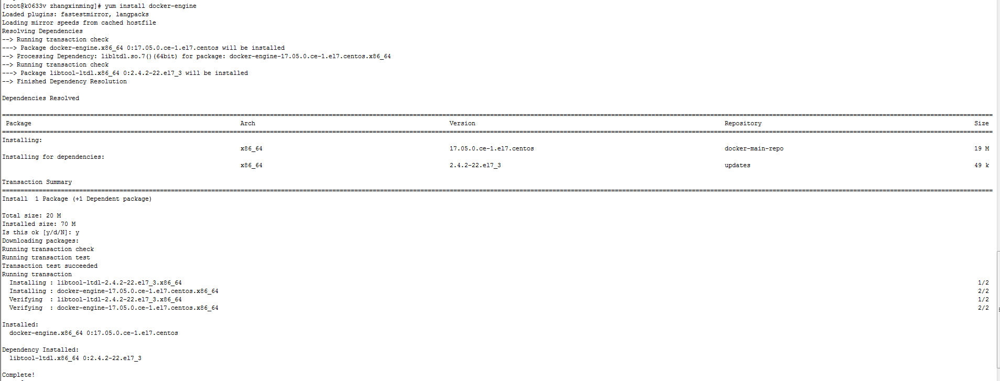 [root@k0633v zhangxinming]# yum install docker-engine
Loaded plugins: fastestmirror, langpacks
Loading mirror speeds from cached hostfile
Resolving Dependencies
--> Running transaction check
---> Package docker-engine.x86_64 0:17.05.0.ce-1.el7.centos will be installed
--> Processing Dependency: libltdl.so.7()(64bit) for package: docker-engine-17.05.0.ce-1.el7.centos.x86_64
--> Running transaction check
---> Package libtool-ltdl.x86_64 0:2.4.2-22.el7_3 will be installed
--> Finished Dependency Resolution
Dependencies Resolved
Package Arch Version Repository Size
Installing:
x86_64 17.05.0.ce-1.el7.centos docker-main-repo 19 M
Installing for dependencies:
x86_64 2.4.2-22.el7_3 updates 49 k
Transaction Summary
Install  1 Package (+1 Dependent package)
Total size: 20 M
Installed size: 70 M
Is this ok [y/d/N]: y
Downloading packages:
Running transaction check
Running transaction test
Transaction test succeeded
Running transaction
Installing : libtool-ltdl-2.4.2-22.el7_3.x86_64 1/2
Installing : docker-engine-17.05.0.ce-1.el7.centos.x86_64 2/2
Verifying  : libtool-ltdl-2.4.2-22.el7_3.x86_64 1/2
Verifying  : docker-engine-17.05.0.ce-1.el7.centos.x86_64 2/2
Installed:
docker-engine.x86_64 0:17.05.0.ce-1.el7.centos
Dependency Installed:
libtool-ltdl.x86_64 0:2.4.2-22.el7_3
Complete!